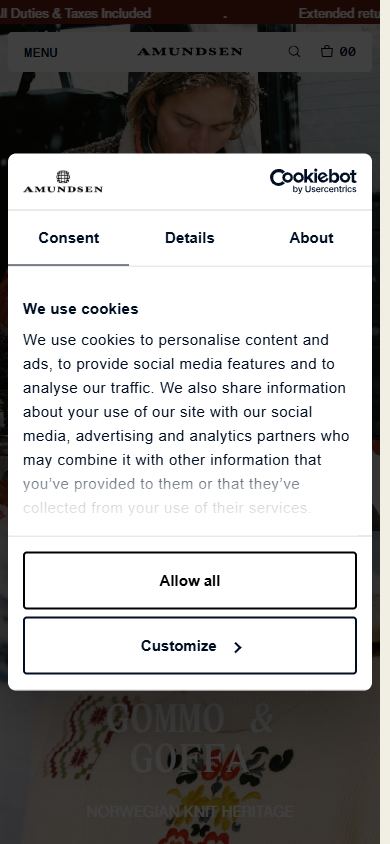 ll Duties & Taxes Included - Extended retu
MENU AMUNDSEN 00
AMUNDSEN
Cookiebot
by Usercentrics
Consent Details About
We use cookies
We use cookies to personalise content and
ads, to provide social media features and to
analyse our traffic. We also share information
about your use of our site with our social
media, advertising and analytics partners who
may combine it with other information that
you've provided to them or that they've
collected from your use of their services.
Allow all
Customize
GOMMO &
GOFFA
NORWEGIAN KNIT HERITAGE